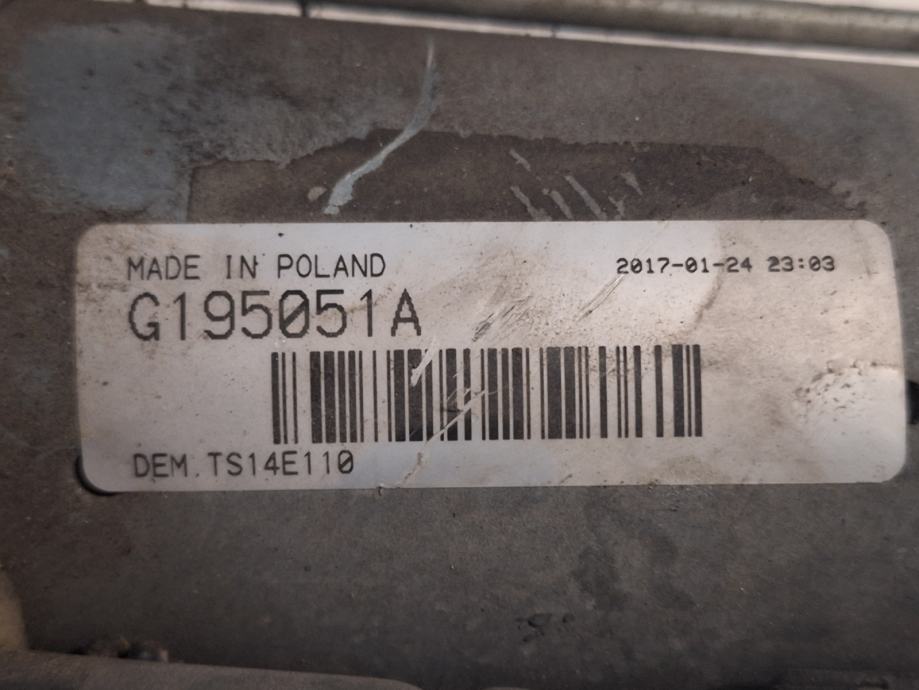 MADE IN POLAND 2017-01-24 23:03
G195051A
DEM.TS14E110